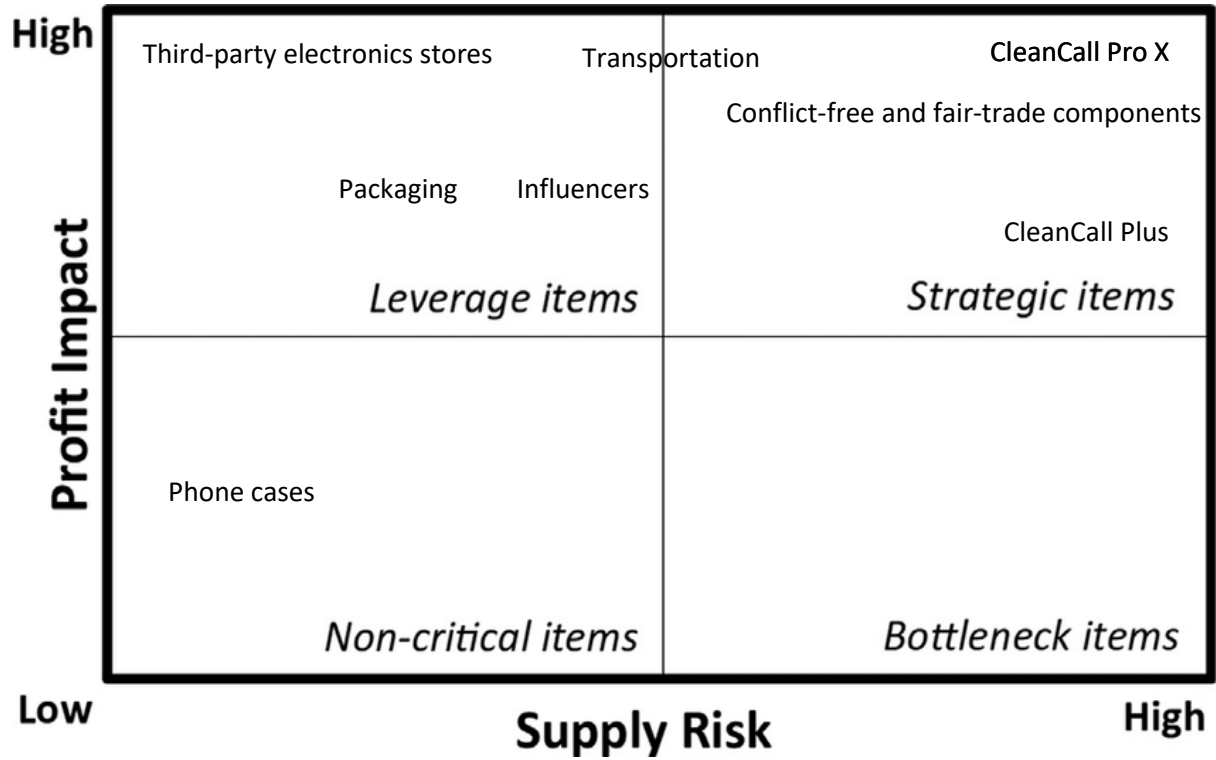 High
Third-party electronics stores
Transportation
CleanCall Pro X
Conflict-free and fair-trade components
Packaging
Influencers
CleanCall Plus
Leverage items
Strategic items
Profit Impact
Phone cases
Non-critical items
Bottleneck items
Low
Supply Risk
High